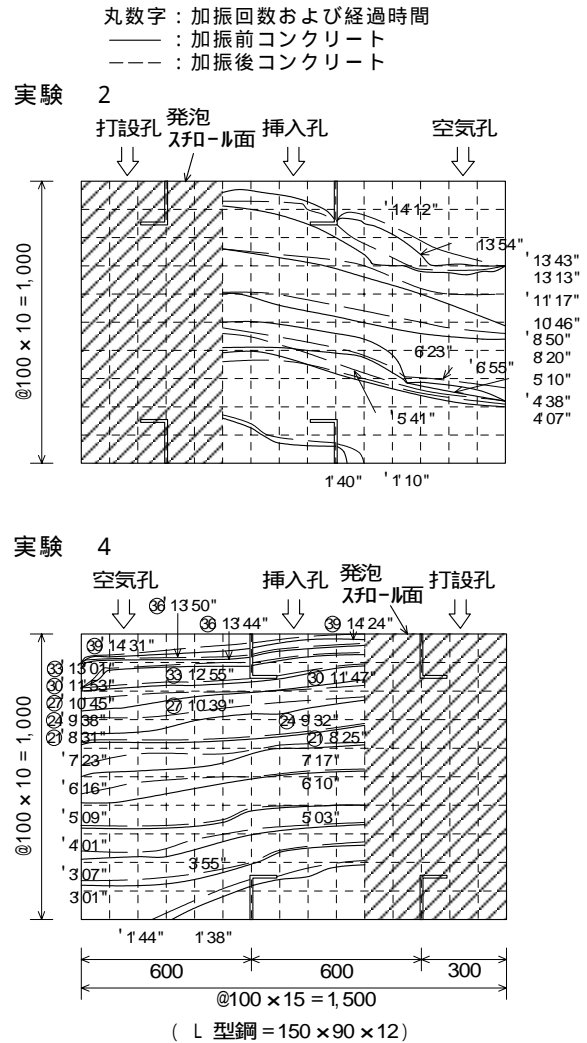 丸数字：加振回数および経過時間
——— ：加振前コンクリート
－－－ ：加振後コンクリート
実験　2
打設孔
発泡
ｽﾁﾛｰﾙ面
挿入孔
空気孔
@100 × 10 = 1,000
'14'12"
13'54"
'13'43"
13'13"
'11'17"
10'46"
'8'50"
8'20"
6'23"
'6'55"
5'10"
'4'38"
4'07"
'5'41"
1'40"
'1'10"
実験　4
空気孔
挿入孔
発泡
ｽﾁﾛｰﾙ面
打設孔
㊱'13'50"
㊱ 13'44"
㊴ 14'24"
㊴ 14'31"
㉝'13'01"
㉝ 12'55"
㉚ 11'47"
㉚'11'53"
㉗'10'45"
㉗ 10'39"
㉔ 9'38"
㉔ 9'32"
㉑'8'31"
㉑ 8'25"
'7'23"
7'17"
'6'16"
6'10"
'5'09"
5'03"
'4'01"
3'55"
'3'07"
3'01"
'1'44"
1'38"
@100 × 10 = 1,000
600
600
300
@100 × 15 = 1,500
( L 型鋼 = 150 × 90 × 12)